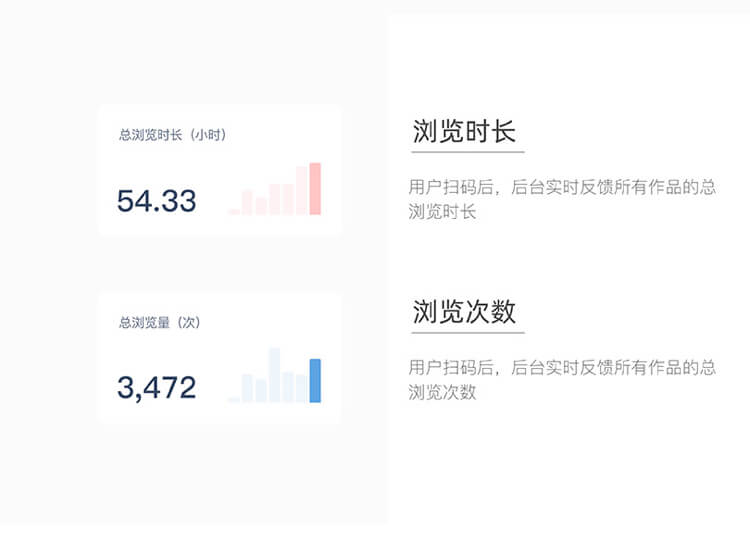 总浏览时长（小时）
54.33
浏览时长
用户扫码后，后台实时反馈所有作品的总
浏览时长
总浏览量（次）
3,472
浏览次数
用户扫码后，后台实时反馈所有作品的总
浏览次数